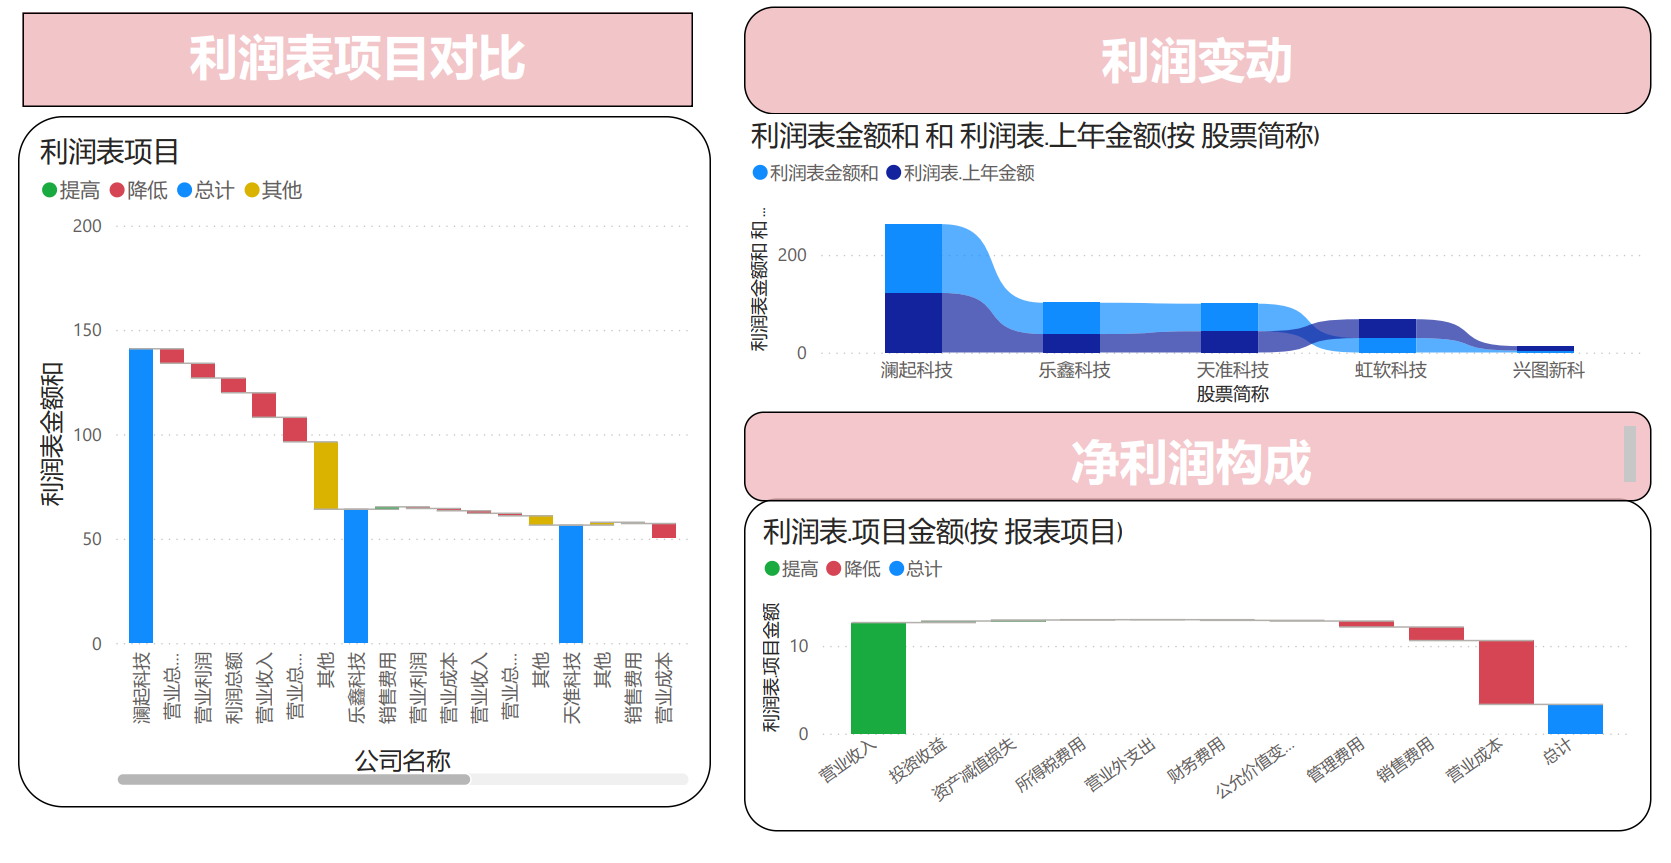 利润表项目对比
利润表项目
提高 降低 总计 其他
利润表金额和
200
150
100
50
0
澜起科技 营业总... 营业利润 利润总额 营业收入 营业总... 其他 乐鑫科技 销售费用 营业利润 营业成本 营业收入 营业总... 其他 天准科技 其他 销售费用 营业成本
公司名称
利润变动
利润表金额和 和 利润表.上年金额(按 股票简称)
利润表金额和 利润表.上年金额
利润表金额和 和 ...
200
0
澜起科技 乐鑫科技 天准科技 虹软科技 兴图新科
股票简称
净利润构成
利润表.项目金额(按 报表项目)
提高 降低 总计
利润表.项目金额
10
0
营业收入 投资收益 资产减值损失 所得税费用 营业外支出 财务费用 公允价值变... 管理费用 销售费用 营业成本 总计